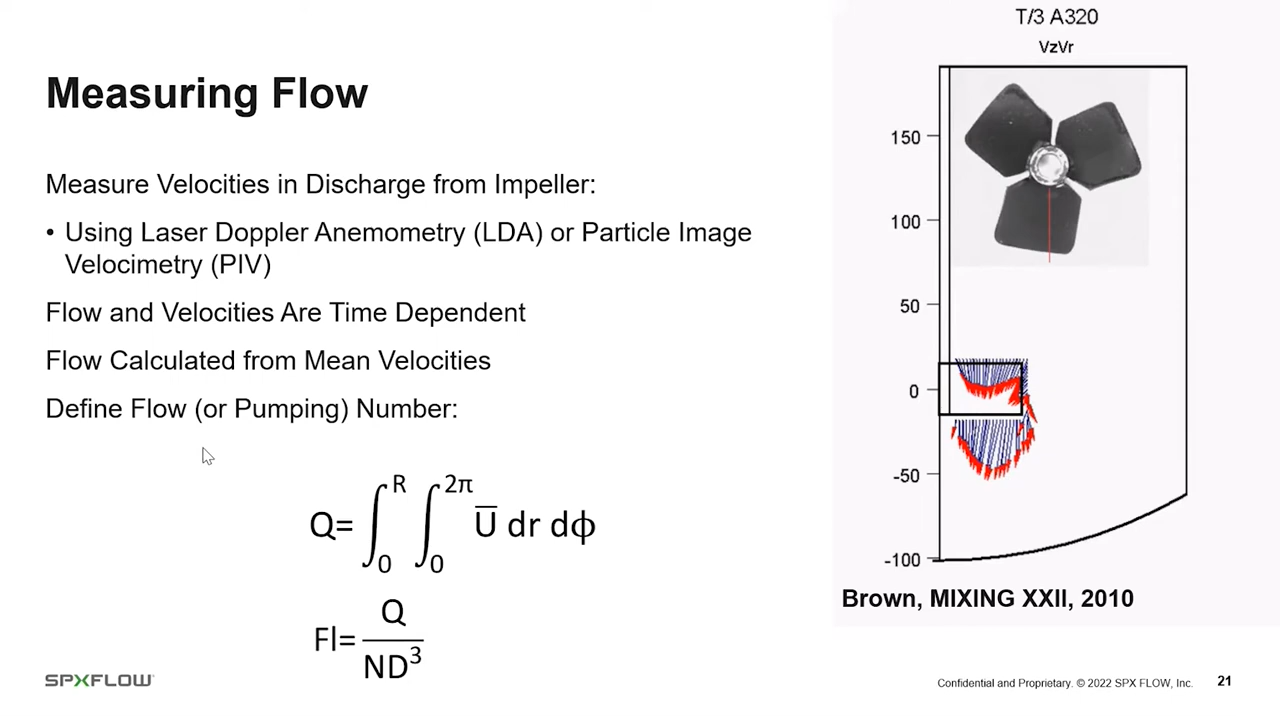 Measuring Flow
Measure Velocities in Discharge from Impeller:
• Using Laser Doppler Anemometry (LDA) or Particle Image
Velocimetry (PIV)
Flow and Velocities Are Time Dependent
Flow Calculated from Mean Velocities
Define Flow (or Pumping) Number:
Q= ∫₀ᴿ ∫₀²π U̅ dr dϕ
Fl= Q / ND³
T/3 A320
VzVr
150
100
50
0
-50
-100
Brown, MIXING XXII, 2010
SPXFLOW
Confidential and Proprietary. © 2022 SPX FLOW, Inc.
21